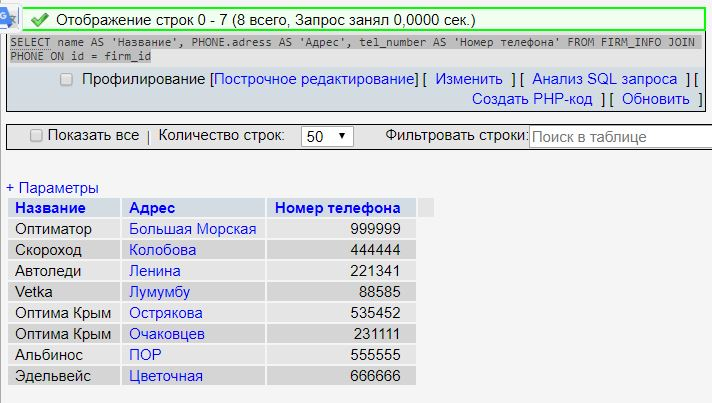 Отображение строк 0 - 7 (8 всего, Запрос занял 0,0000 сек.)
SELECT name AS 'Название', PHONE.adress AS 'Адрес', tel_number AS 'Номер телефона' FROM FIRM_INFO JOIN
PHONE ON id = firm_id
Профилирование [Построчное редактирование] [ Изменить ] [ Анализ SQL запроса ] [
Создать PHP-код ] [ Обновить ]
Показать все | Количество строк: 50 Фильтровать строки: Поиск в таблице
+ Параметры
Название Адрес Номер телефона
Оптиматор Большая Морская 999999
Скороход Колобова 444444
Автоледи Ленина 221341
Vetka Лумумбу 88585
Оптима Крым Острякова 535452
Оптима Крым Очаковцев 231111
Альбинос ПОР 555555
Эдельвейс Цветочная 666666